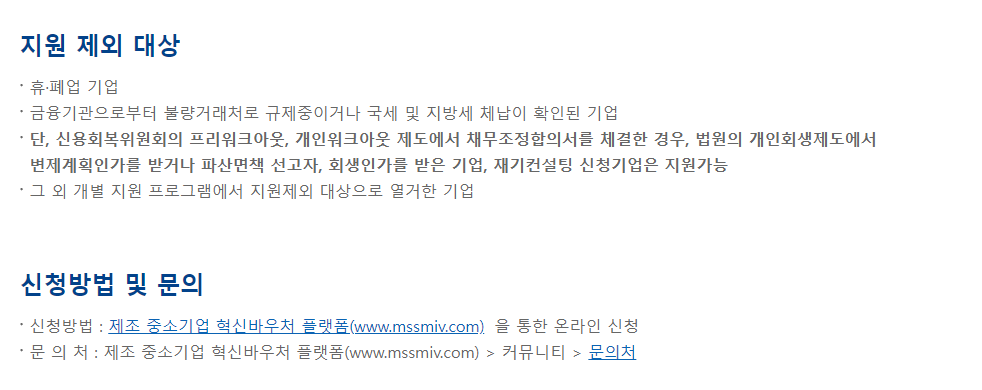 지원 제외 대상
· 휴·폐업 기업
· 금융기관으로부터 불량거래처로 규제중이거나 국세 및 지방세 체납이 확인된 기업
· 단, 신용회복위원회의 프리워크아웃, 개인워크아웃 제도에서 채무조정합의서를 체결한 경우, 법원의 개인회생제도에서
변제계획인가를 받거나 파산면책 선고자, 회생인가를 받은 기업, 재기컨설팅 신청기업은 지원가능
· 그 외 개별 지원 프로그램에서 지원제외 대상으로 열거한 기업
신청방법 및 문의
· 신청방법 : 제조 중소기업 혁신바우처 플랫폼(www.mssmiv.com) 을 통한 온라인 신청
· 문 의 처 : 제조 중소기업 혁신바우처 플랫폼(www.mssmiv.com) > 커뮤니티 > 문의처